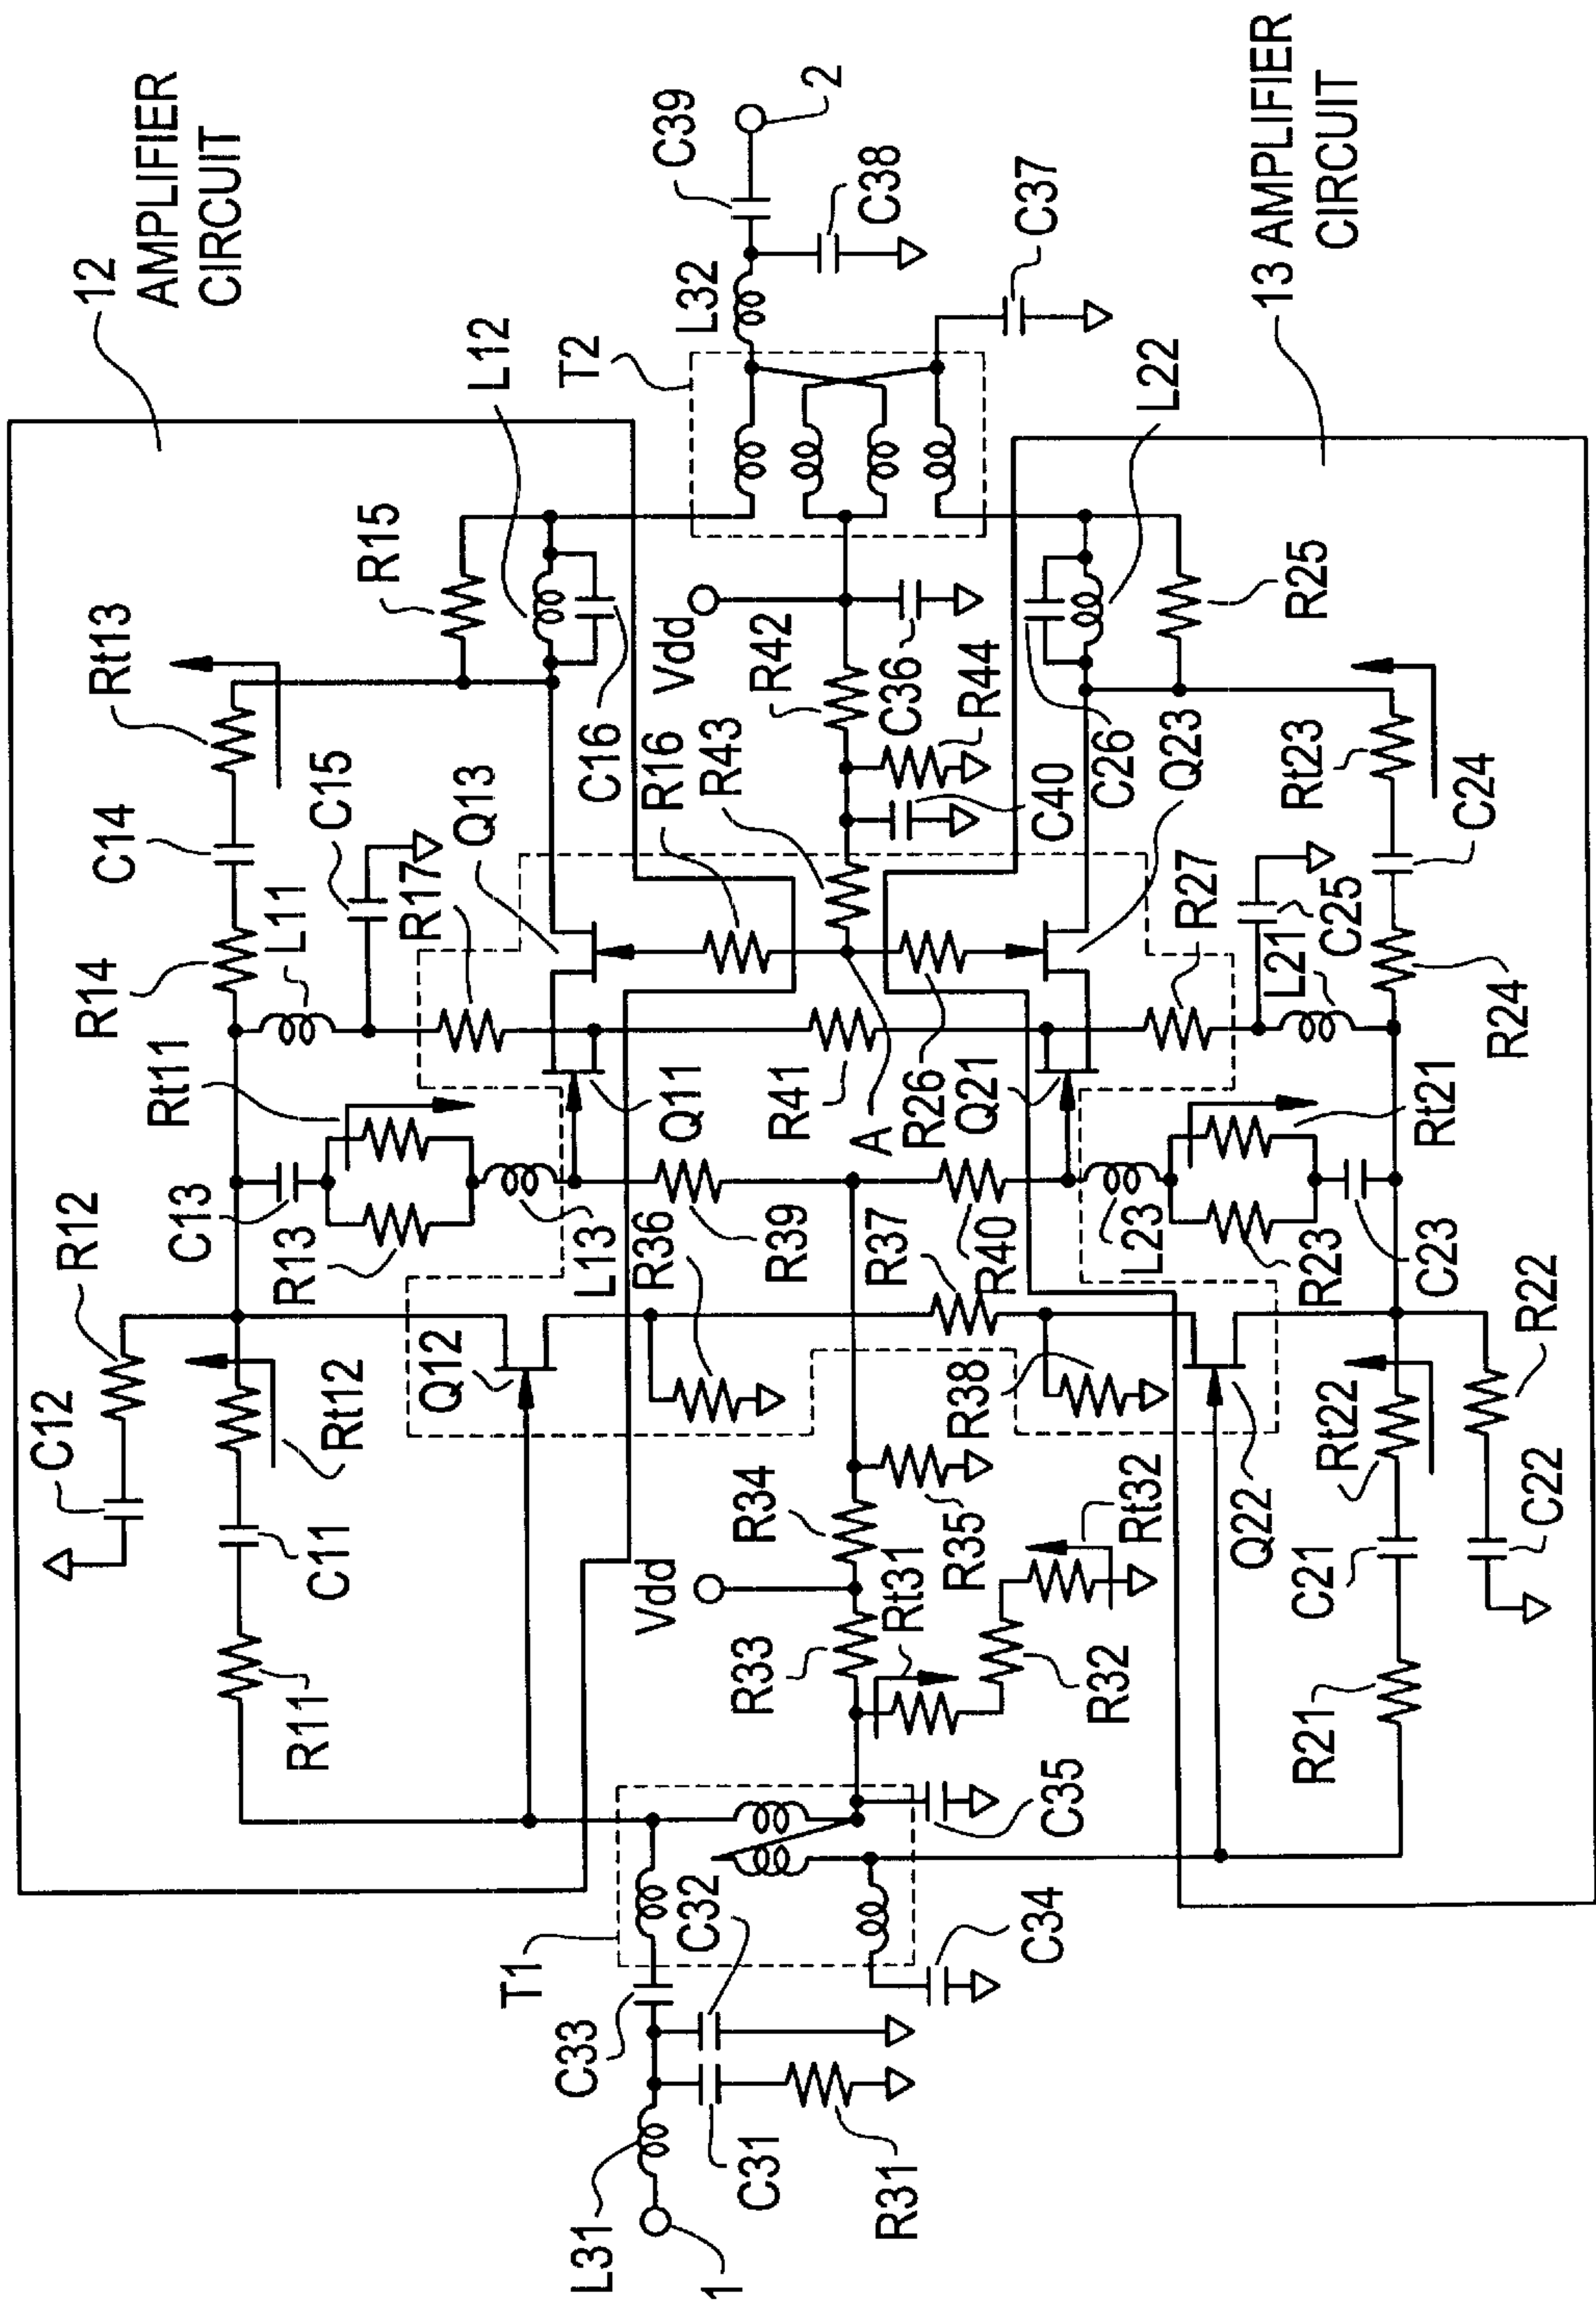 12
AMPLIFIER
CIRCUIT
C39
2
C38
C37
13 AMPLIFIER
CIRCUIT
L32
T2
L12
L22
R15
R25
Rt13
Vdd
R42
C36
R44
C16
C26
R16
R43
C40
Q23
Rt23
C14
C15
Q13
R17
C24
R27
C25
L21
R14
L11
R24
Rt11
Q11
R41
A
R26
Q21
Rt21
C13
R12
R13
L13
R36
R39
R37
R40
L23
R23
C23
R22
C12
Rt12
Q12
R38
Rt22
C22
C11
R34
R35
Rt32
Q22
C21
Vdd
Rt31
R11
R33
R32
R21
C35
C32
C34
T1
C33
L31
C31
R31
1